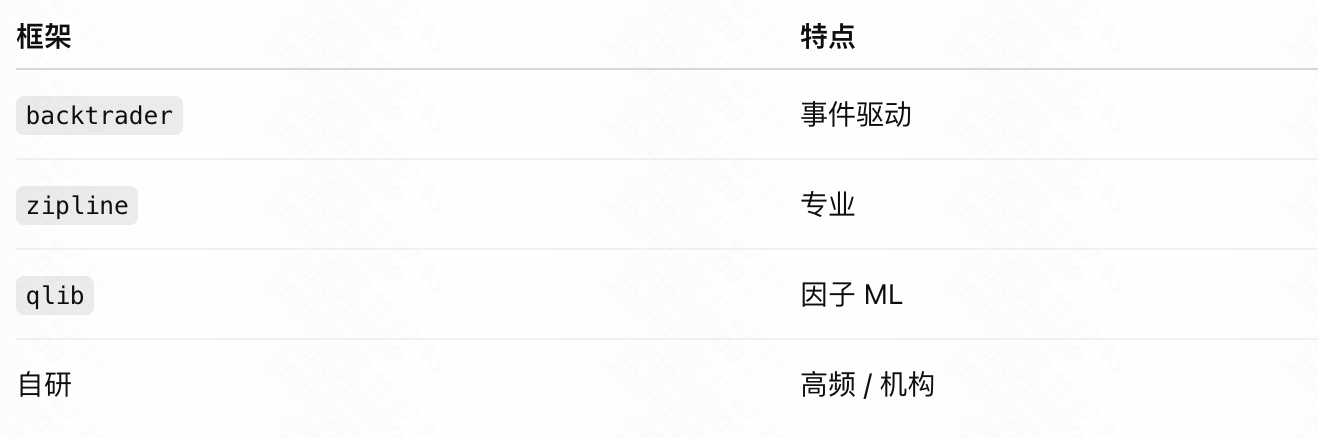 框架 特点
backtrader 事件驱动
zipline 专业
qlib 因子 ML
自研 高频 / 机构